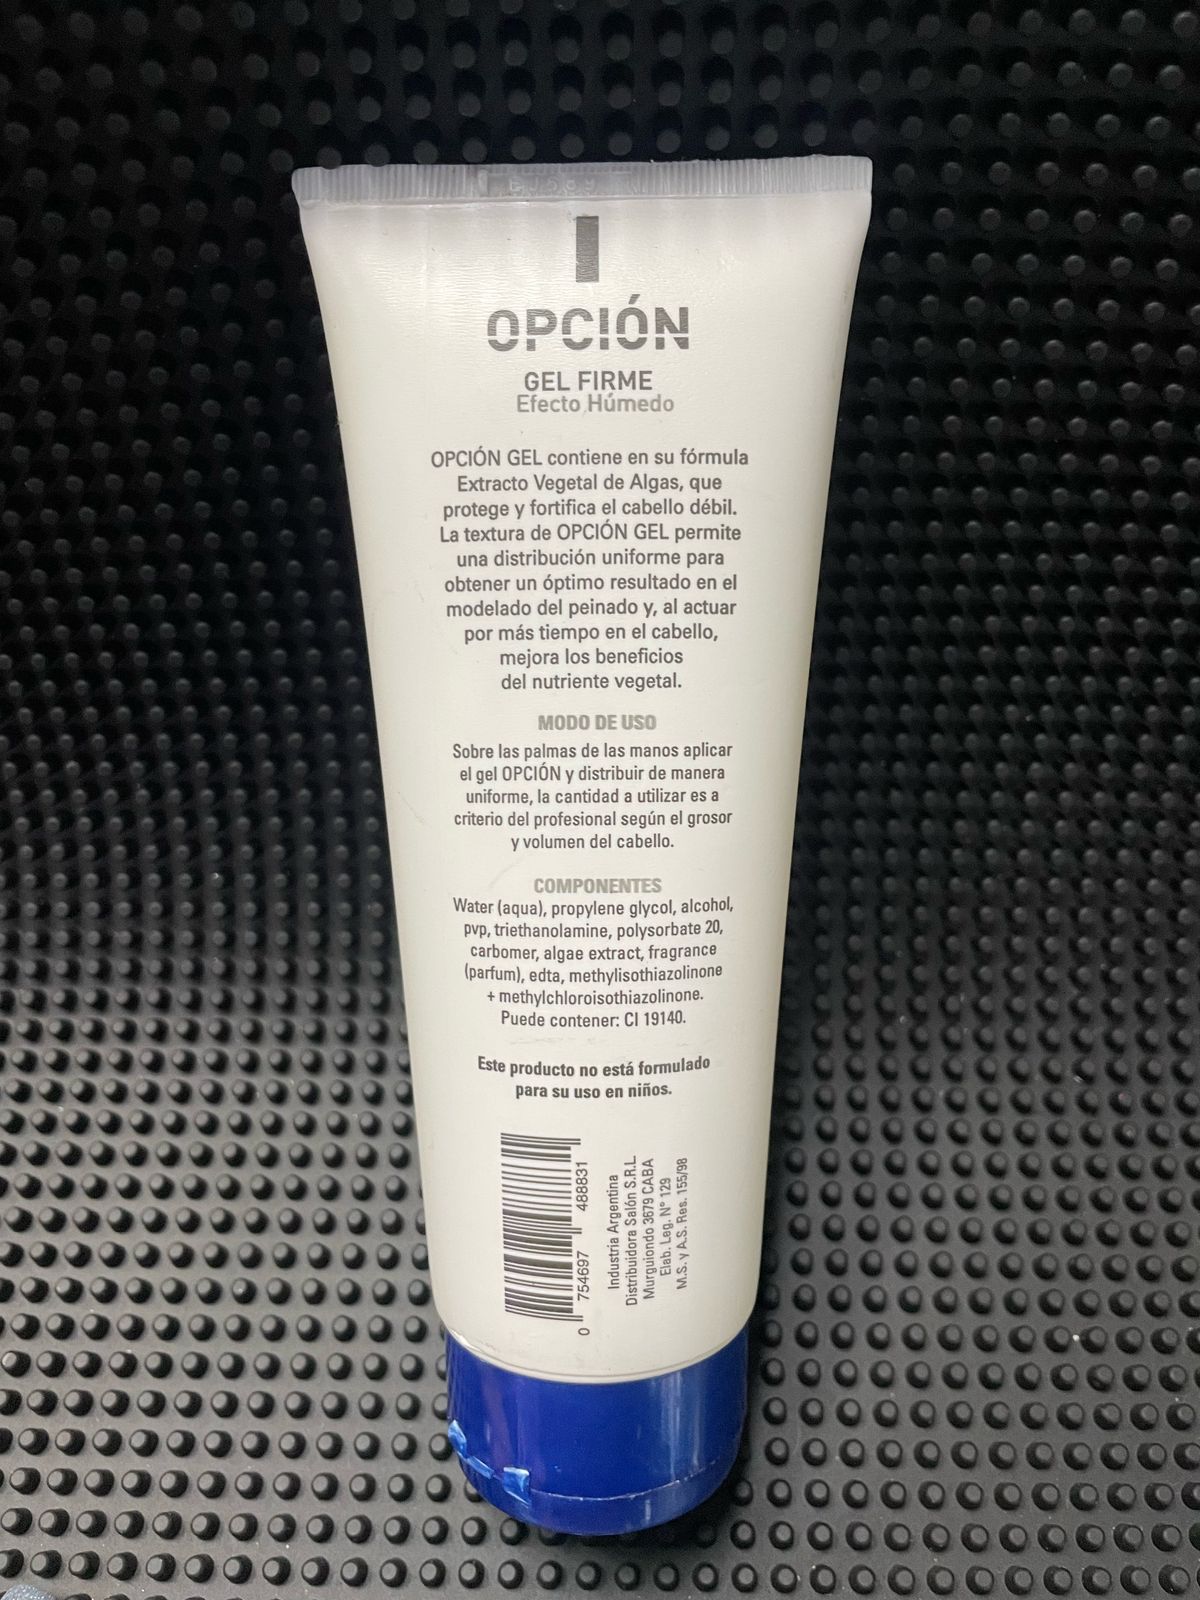 OPCIÓN
GEL FIRME
Efecto Húmedo
OPCIÓN GEL contiene en su fórmula
Extracto Vegetal de Algas, que
protege y fortifica el cabello débil.
La textura de OPCIÓN GEL permite
una distribución uniforme para
obtener un óptimo resultado en el
modelado del peinado y, al actuar
por más tiempo en el cabello,
mejora los beneficios
del nutriente vegetal.
MODO DE USO
Sobre las palmas de las manos aplicar
el gel OPCIÓN y distribuir de manera
uniforme, la cantidad a utilizar es a
criterio del profesional según el grosor
y volumen del cabello.
COMPONENTES
Water (aqua), propylene glycol, alcohol,
pvp, triethanolamine, polysorbate 20,
carbomer, algae extract, fragrance
(parfum), edta, methylisothiazolinone
+ methylchloroisothiazolinone.
Puede contener: CI 19140.
Este producto no está formulado
para su uso en niños.
0 754697 488831
Industria Argentina
Distribuidora Salón S.R.L.
Murguiondo 3679 CABA
Elab. Leg. N° 129
M.S. y A.S. Res. 155/98